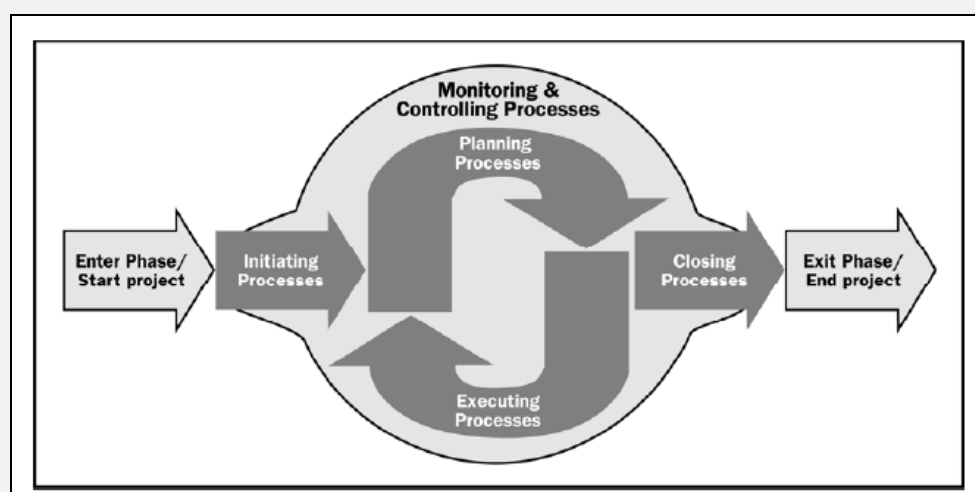 Monitoring &
Controlling Processes
Planning
Processes
Enter Phase/
Start project
Initiating
Processes
Closing
Processes
Exit Phase/
End project
Executing
Processes